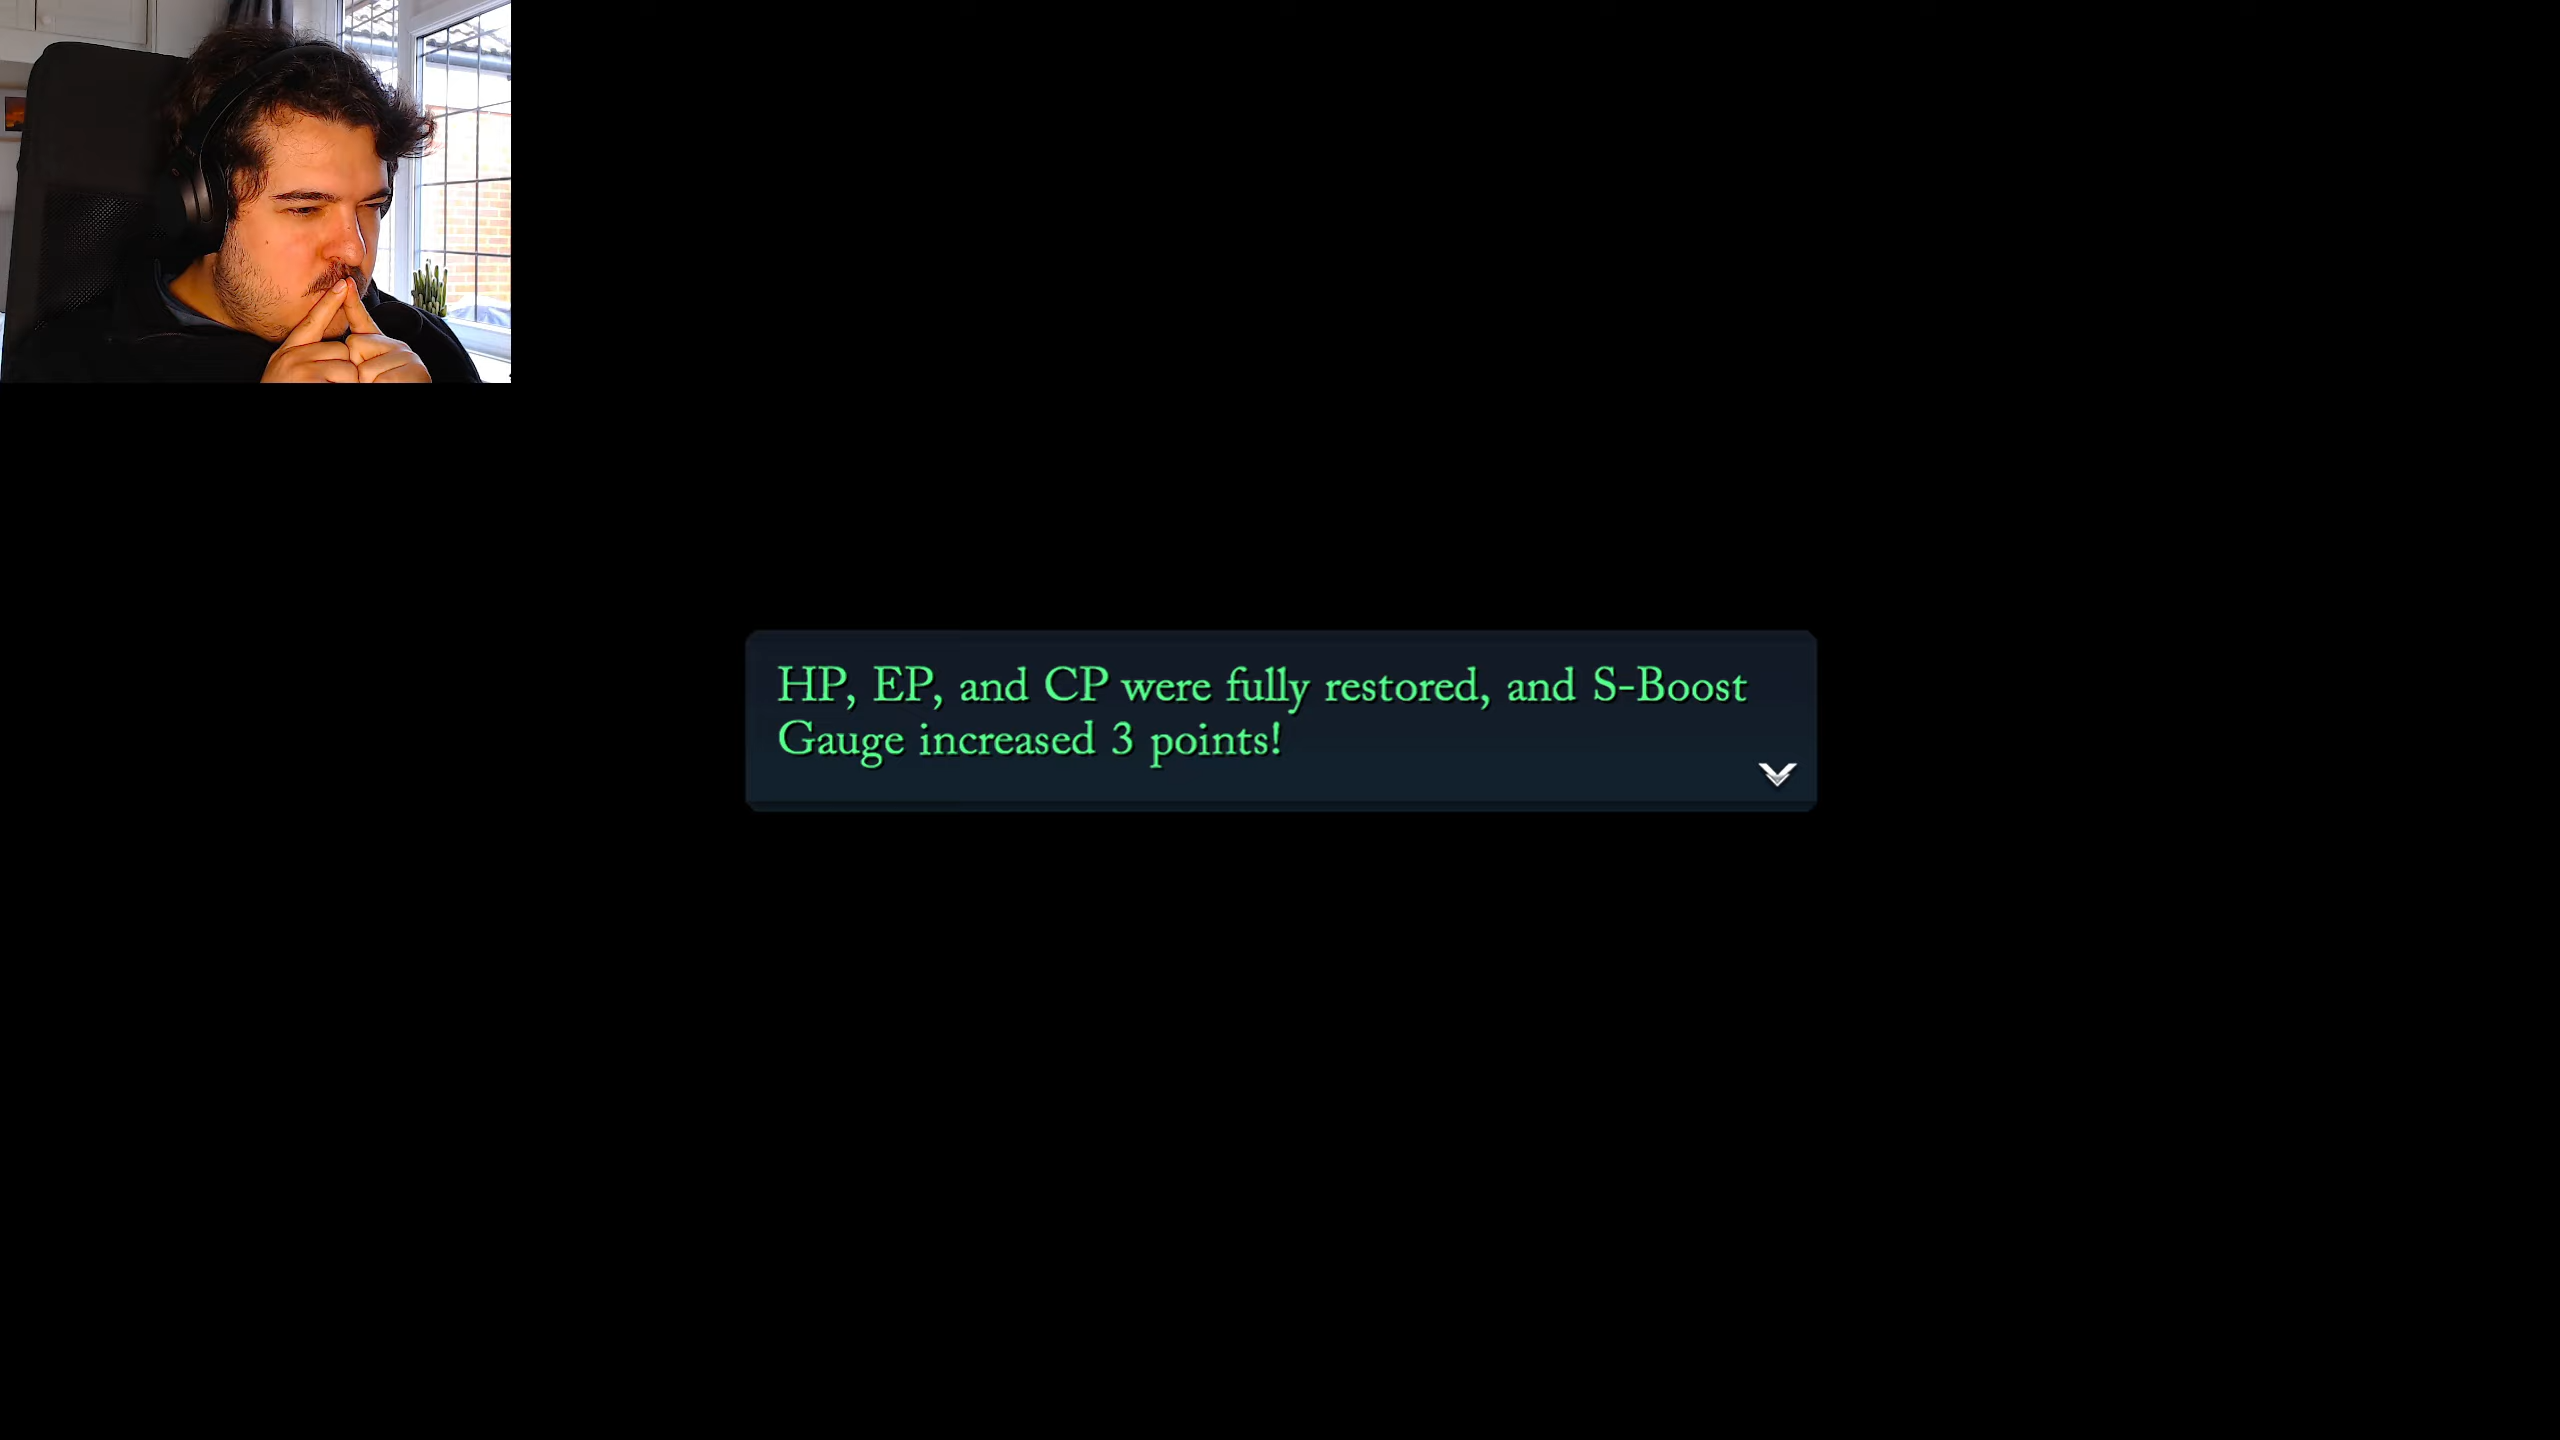 HP, EP, and CP were fully restored, and S-Boost
Gauge increased 3 points!